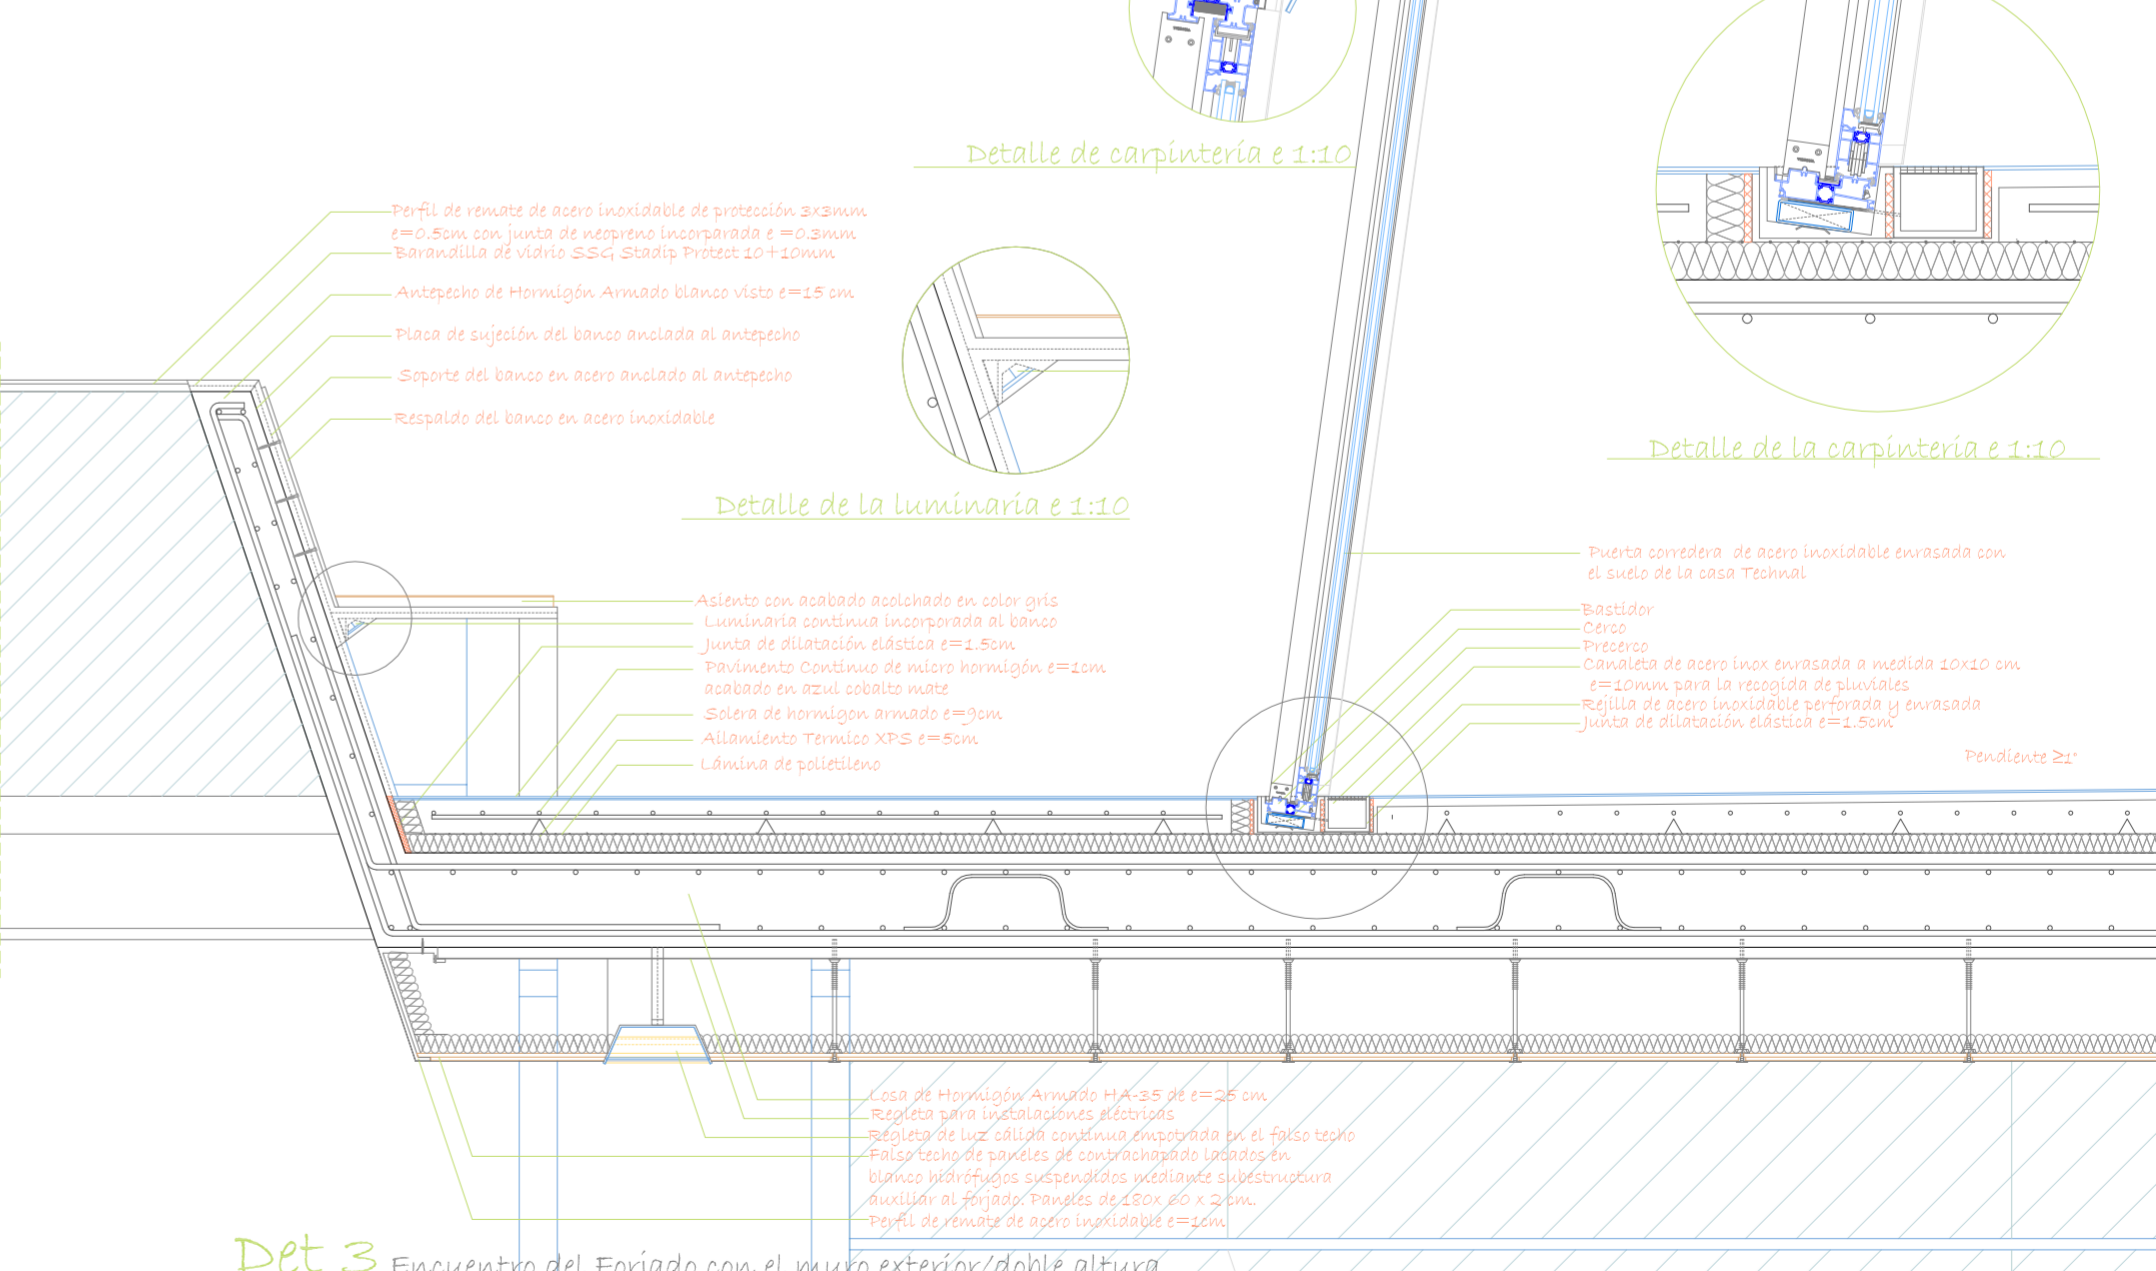 Detalle de carpintería e 1:10
Perfil de remate de acero inoxidable de protección 3x3mm
e=0.5cm con junta de neopreno incorparada e =0.3mm
Barandilla de vidrio SSG Stadip Protect 10+10mm
Antepecho de Hormigón Armado blanco visto e=15 cm
Placa de sujeción del banco anclada al antepecho
Soporte del banco en acero anclado al antepecho
Respaldo del banco en acero inoxidable
Detalle de la luminaria e 1:10
Detalle de la carpintería e 1:10
Asiento con acabado acolchado en color gris
Luminaria continua incorporada al banco
Junta de dilatación elástica e=1.5cm
Pavimento Continuo de micro hormigón e=1cm
acabado en azul cobalto mate
Solera de hormigon armado e=9cm
Ailamiento Termico XPS e=5cm
Lámina de polietileno
Puerta corredera de acero inoxidable enrasada con
el suelo de la casa Technal
Bastidor
Cerco
Precerco
Canaleta de acero inox enrasada a medida 10x10 cm
e=10mm para la recogida de pluviales
Rejilla de acero inoxidable perforada y enrasada
Junta de dilatación elástica e=1.5cm
Pendiente ≥1°
Losa de Hormigón Armado HA-35 de e=25 cm
Regleta para instalaciones eléctricas
Regleta de luz cálida continua empotrada en el falso techo
Falso techo de paneles de contrachapado lacados en
blanco hidrófugos suspendidos mediante subestructura
auxiliar al forjado. Paneles de 180x 60 x 2 cm.
Perfil de remate de acero inoxidable e=1cm
Det 3 Encuentro del Forjado con el muro exterior/doble altura